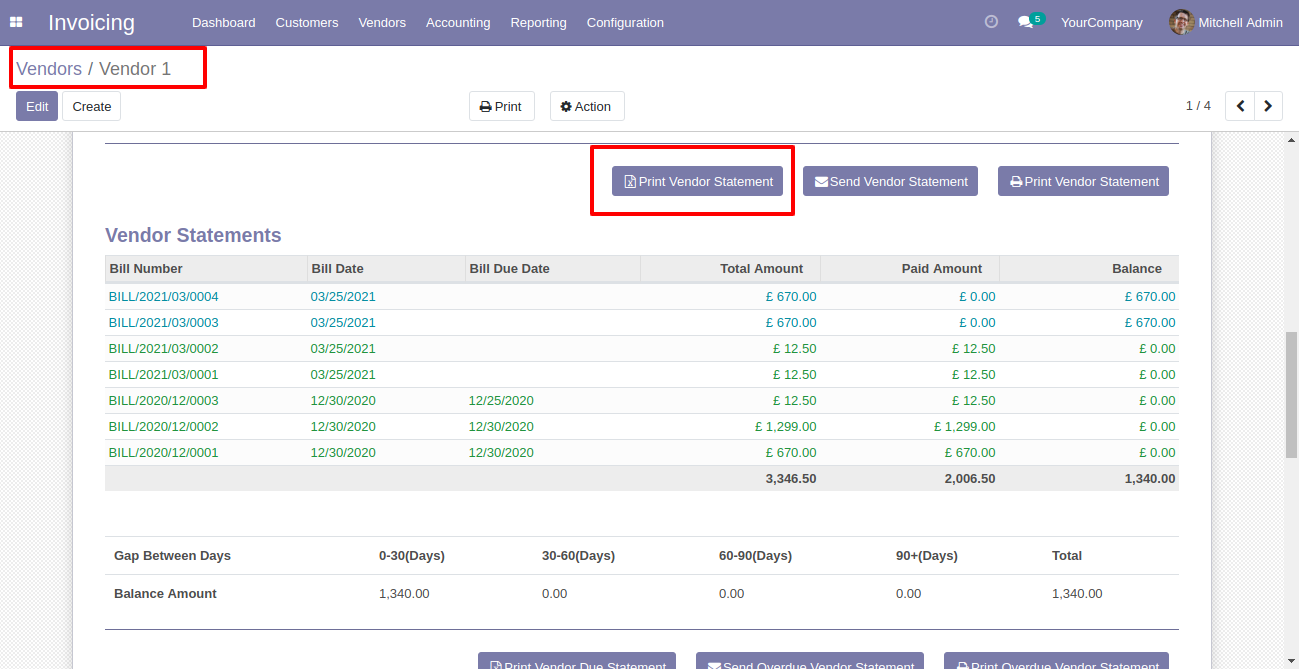 Invoicing Dashboard Customers Vendors Accounting Reporting Configuration 5 YourCompany Mitchell Admin
Vendors / Vendor 1
Edit Create Print Action 1 / 4
Print Vendor Statement Send Vendor Statement Print Vendor Statement
Vendor Statements
Bill Number Bill Date Bill Due Date Total Amount Paid Amount Balance
BILL/2021/03/0004 03/25/2021 £ 670.00 £ 0.00 £ 670.00
BILL/2021/03/0003 03/25/2021 £ 670.00 £ 0.00 £ 670.00
BILL/2021/03/0002 03/25/2021 £ 12.50 £ 12.50 £ 0.00
BILL/2021/03/0001 03/25/2021 £ 12.50 £ 12.50 £ 0.00
BILL/2020/12/0003 12/30/2020 12/25/2020 £ 12.50 £ 12.50 £ 0.00
BILL/2020/12/0002 12/30/2020 12/30/2020 £ 1,299.00 £ 1,299.00 £ 0.00
BILL/2020/12/0001 12/30/2020 12/30/2020 £ 670.00 £ 670.00 £ 0.00
3,346.50 2,006.50 1,340.00
Gap Between Days 0-30(Days) 30-60(Days) 60-90(Days) 90+(Days) Total
Balance Amount 1,340.00 0.00 0.00 0.00 1,340.00
Print Vendor Due Statement Send Overdue Vendor Statement Print Overdue Vendor Statement